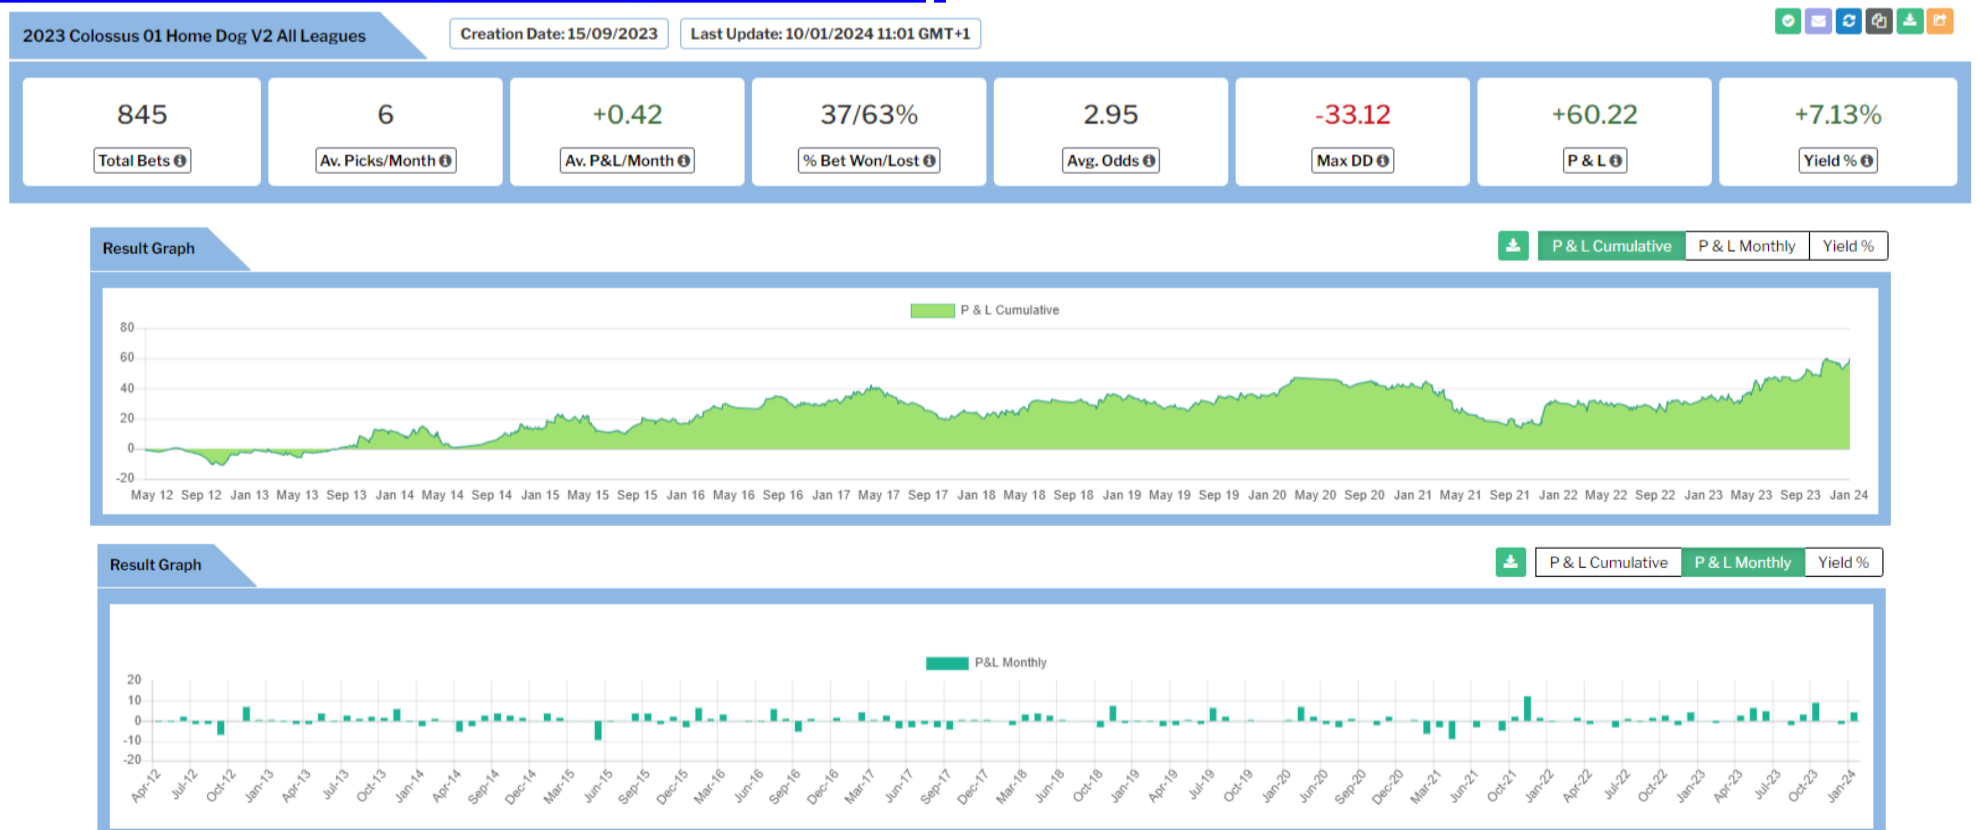 2023 Colossus 01 Home Dog V2 All Leagues
Creation Date: 15/09/2023
Last Update: 10/01/2024 11:01 GMT+1
845 6 +0.42 37/63% 2.95 -33.12 +60.22 +7.13%
Total Bets Av. Picks/Month Av. P&L/Month % Bet Won/Lost Avg. Odds Max DD P & L Yield %
Result Graph
P & L Cumulative P & L Monthly Yield %
P & L Cumulative
80
60
40
20
0
-20
May 12 Sep 12 Jan 13 May 13 Sep 13 Jan 14 May 14 Sep 14 Jan 15 May 15 Sep 15 Jan 16 May 16 Sep 16 Jan 17 May 17 Sep 17 Jan 18 May 18 Sep 18 Jan 19 May 19 Sep 19 Jan 20 May 20 Sep 20 Jan 21 May 21 Sep 21 Jan 22 May 22 Sep 22 Jan 23 May 23 Sep 23 Jan 24
Result Graph
P & L Cumulative P & L Monthly Yield %
P&L Monthly
20
10
0
-10
-20
Apr-12 Jul-12 Oct-12 Jan-13 Apr-13 Jul-13 Oct-13 Jan-14 Apr-14 Sep-14 Dec-14 Mar-15 Jun-15 Sep-15 Dec-15 Mar-16 Jun-16 Sep-16 Dec-16 Mar-17 Jun-17 Sep-17 Dec-17 Mar-18 Jun-18 Oct-18 Jan-19 Apr-19 Jul-19 Oct-19 Jan-20 Jun-20 Sep-20 Dec-20 Mar-21 Jun-21 Oct-21 Jan-22 Apr-22 Jul-22 Oct-22 Jan-23 Apr-23 Jul-23 Oct-23 Jan-24